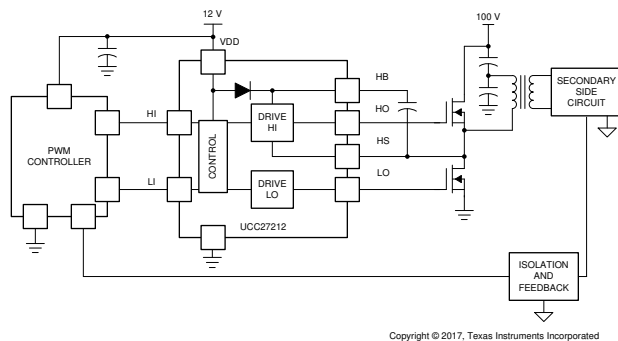 12 V
100 V
VDD
HB
SECONDARY
SIDE
CIRCUIT
HI
DRIVE
HI
HO
CONTROL
PWM
CONTROLLER
HS
LI
DRIVE
LO
LO
UCC27212
ISOLATION
AND
FEEDBACK
Copyright © 2017, Texas Instruments Incorporated